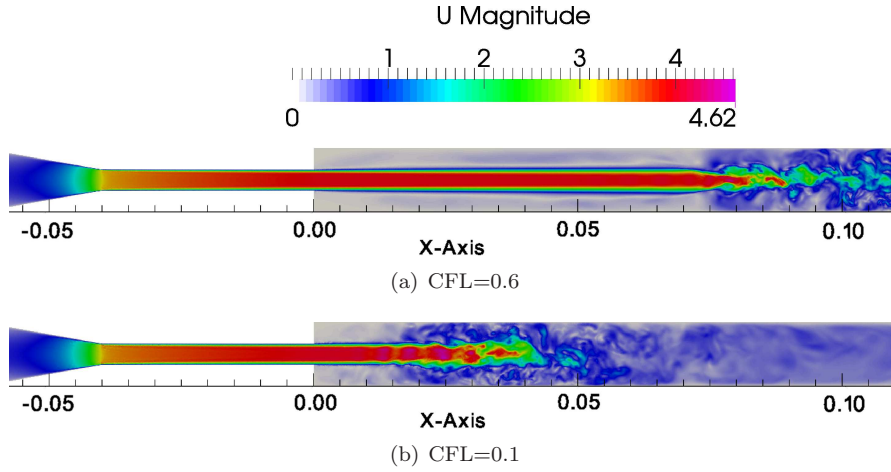 U Magnitude
1 2 3 4
0 4.62
-0.05 0.00 0.05 0.10
X-Axis
(a) CFL=0.6
-0.05 0.00 0.05 0.10
X-Axis
(b) CFL=0.1